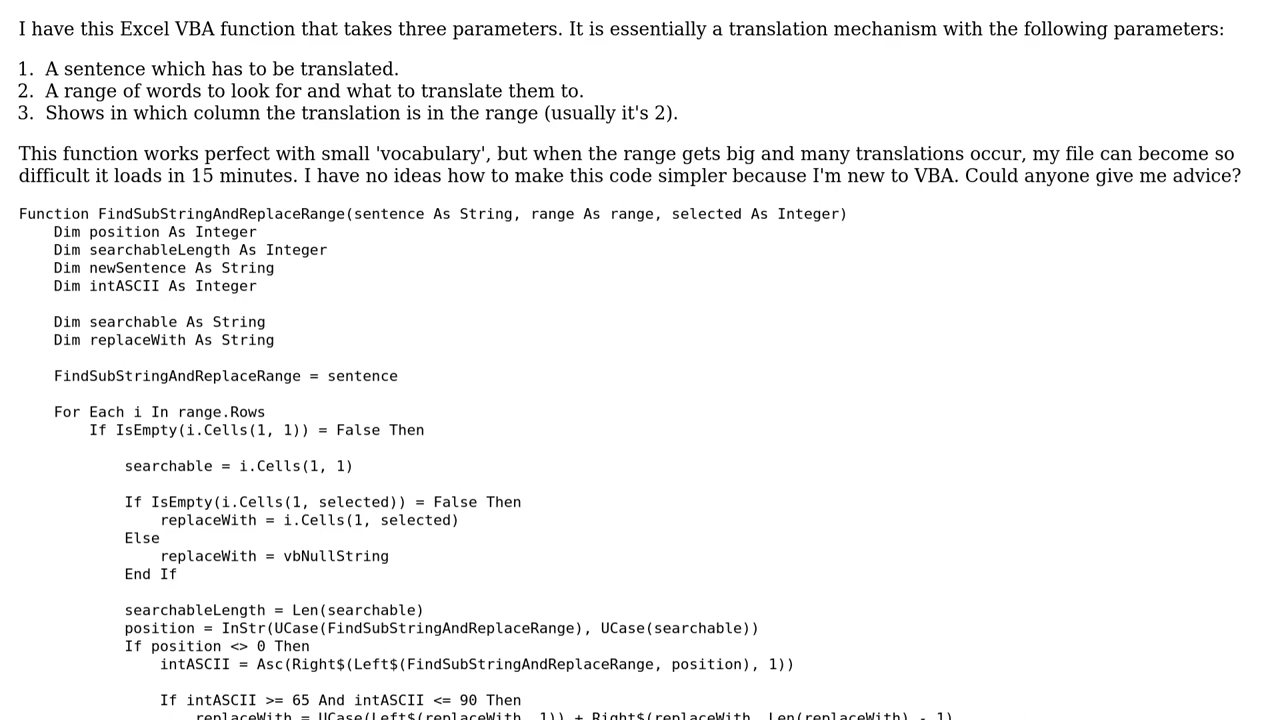 I have this Excel VBA function that takes three parameters. It is essentially a translation mechanism with the following parameters:
1. A sentence which has to be translated.
2. A range of words to look for and what to translate them to.
3. Shows in which column the translation is in the range (usually it's 2).
This function works perfect with small 'vocabulary', but when the range gets big and many translations occur, my file can become so
difficult it loads in 15 minutes. I have no ideas how to make this code simpler because I'm new to VBA. Could anyone give me advice?
Function FindSubStringAndReplaceRange(sentence As String, range As range, selected As Integer)
    Dim position As Integer
    Dim searchableLength As Integer
    Dim newSentence As String
    Dim intASCII As Integer

    Dim searchable As String
    Dim replaceWith As String

    FindSubStringAndReplaceRange = sentence

    For Each i In range.Rows
        If IsEmpty(i.Cells(1, 1)) = False Then

            searchable = i.Cells(1, 1)

            If IsEmpty(i.Cells(1, selected)) = False Then
                replaceWith = i.Cells(1, selected)
            Else
                replaceWith = vbNullString
            End If

            searchableLength = Len(searchable)
            position = InStr(UCase(FindSubStringAndReplaceRange), UCase(searchable))
            If position <> 0 Then
                intASCII = Asc(Right$(Left$(FindSubStringAndReplaceRange, position), 1))

                If intASCII >= 65 And intASCII <= 90 Then
                    replaceWith = UCase(Left$(replaceWith, 1)) + Right$(replaceWith, Len(replaceWith) - 1)